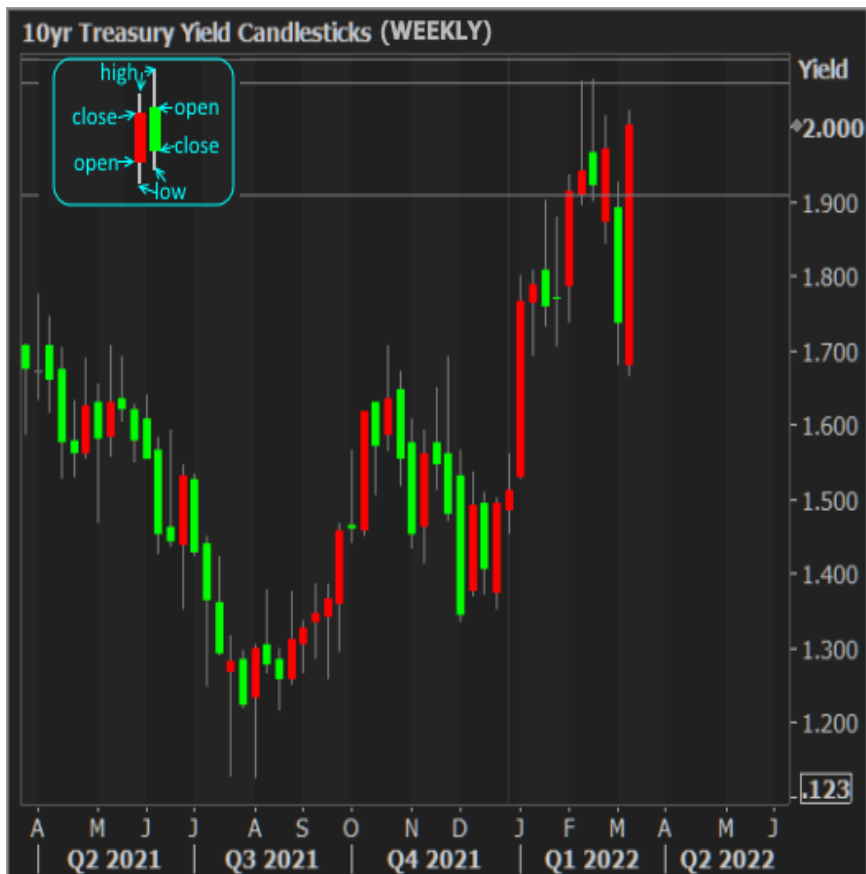 10yr Treasury Yield Candlesticks (WEEKLY)
high
close
open
open
close
low
Yield
2.000
1.900
1.800
1.700
1.600
1.500
1.400
1.300
1.200
.123
A M J J A S O N D J F M A M J
Q2 2021 Q3 2021 Q4 2021 Q1 2022 Q2 2022